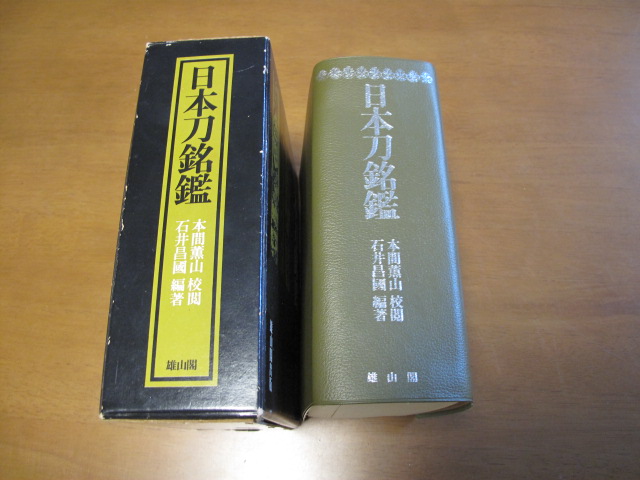 日本刀銘鑑
本間薫山 校閲
石井昌國 編著
雄山閣
日本刀銘鑑
本間薫山 校閲
石井昌國 編著
雄山閣